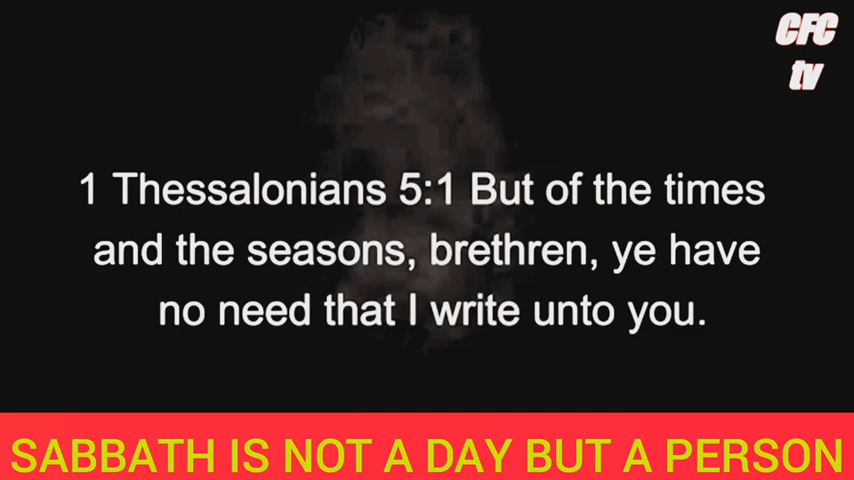 CFC
tv
1 Thessalonians 5:1 But of the times
and the seasons, brethren, ye have
no need that I write unto you.
SABBATH IS NOT A DAY BUT A PERSON